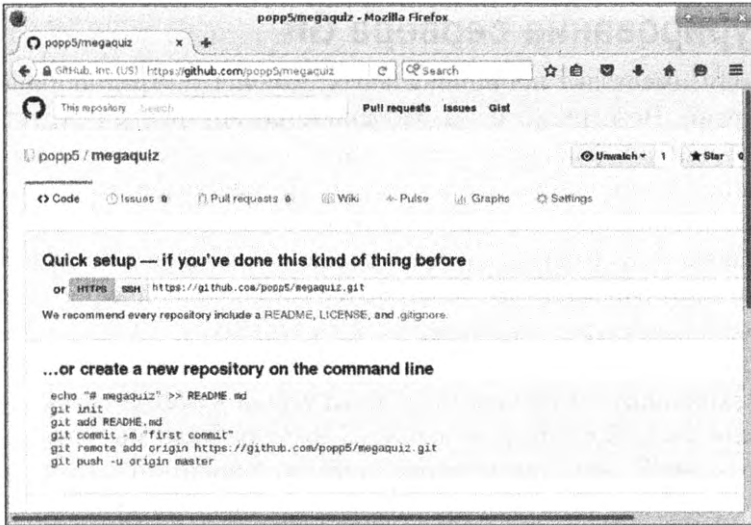 popp5/megaquiz - Mozilla Firefox
popp5/megaquiz x +
GitHub, Inc. (US) https://github.com/popp5/megaquiz C Search
This repository Search Pull requests Issues Gist
popp5 / megaquiz Unwatch 1 Star 0
Code Issues 0 Pull requests 0 Wiki Pulse Graphs Settings
Quick setup — if you've done this kind of thing before
or HTTPS SSH https://github.com/popp5/megaquiz.git
We recommend every repository include a README, LICENSE, and .gitignore.
...or create a new repository on the command line
echo "# megaquiz" >> README.md
git init
git add README.md
git commit -m "first commit"
git remote add origin https://github.com/popp5/megaquiz.git
git push -u origin master